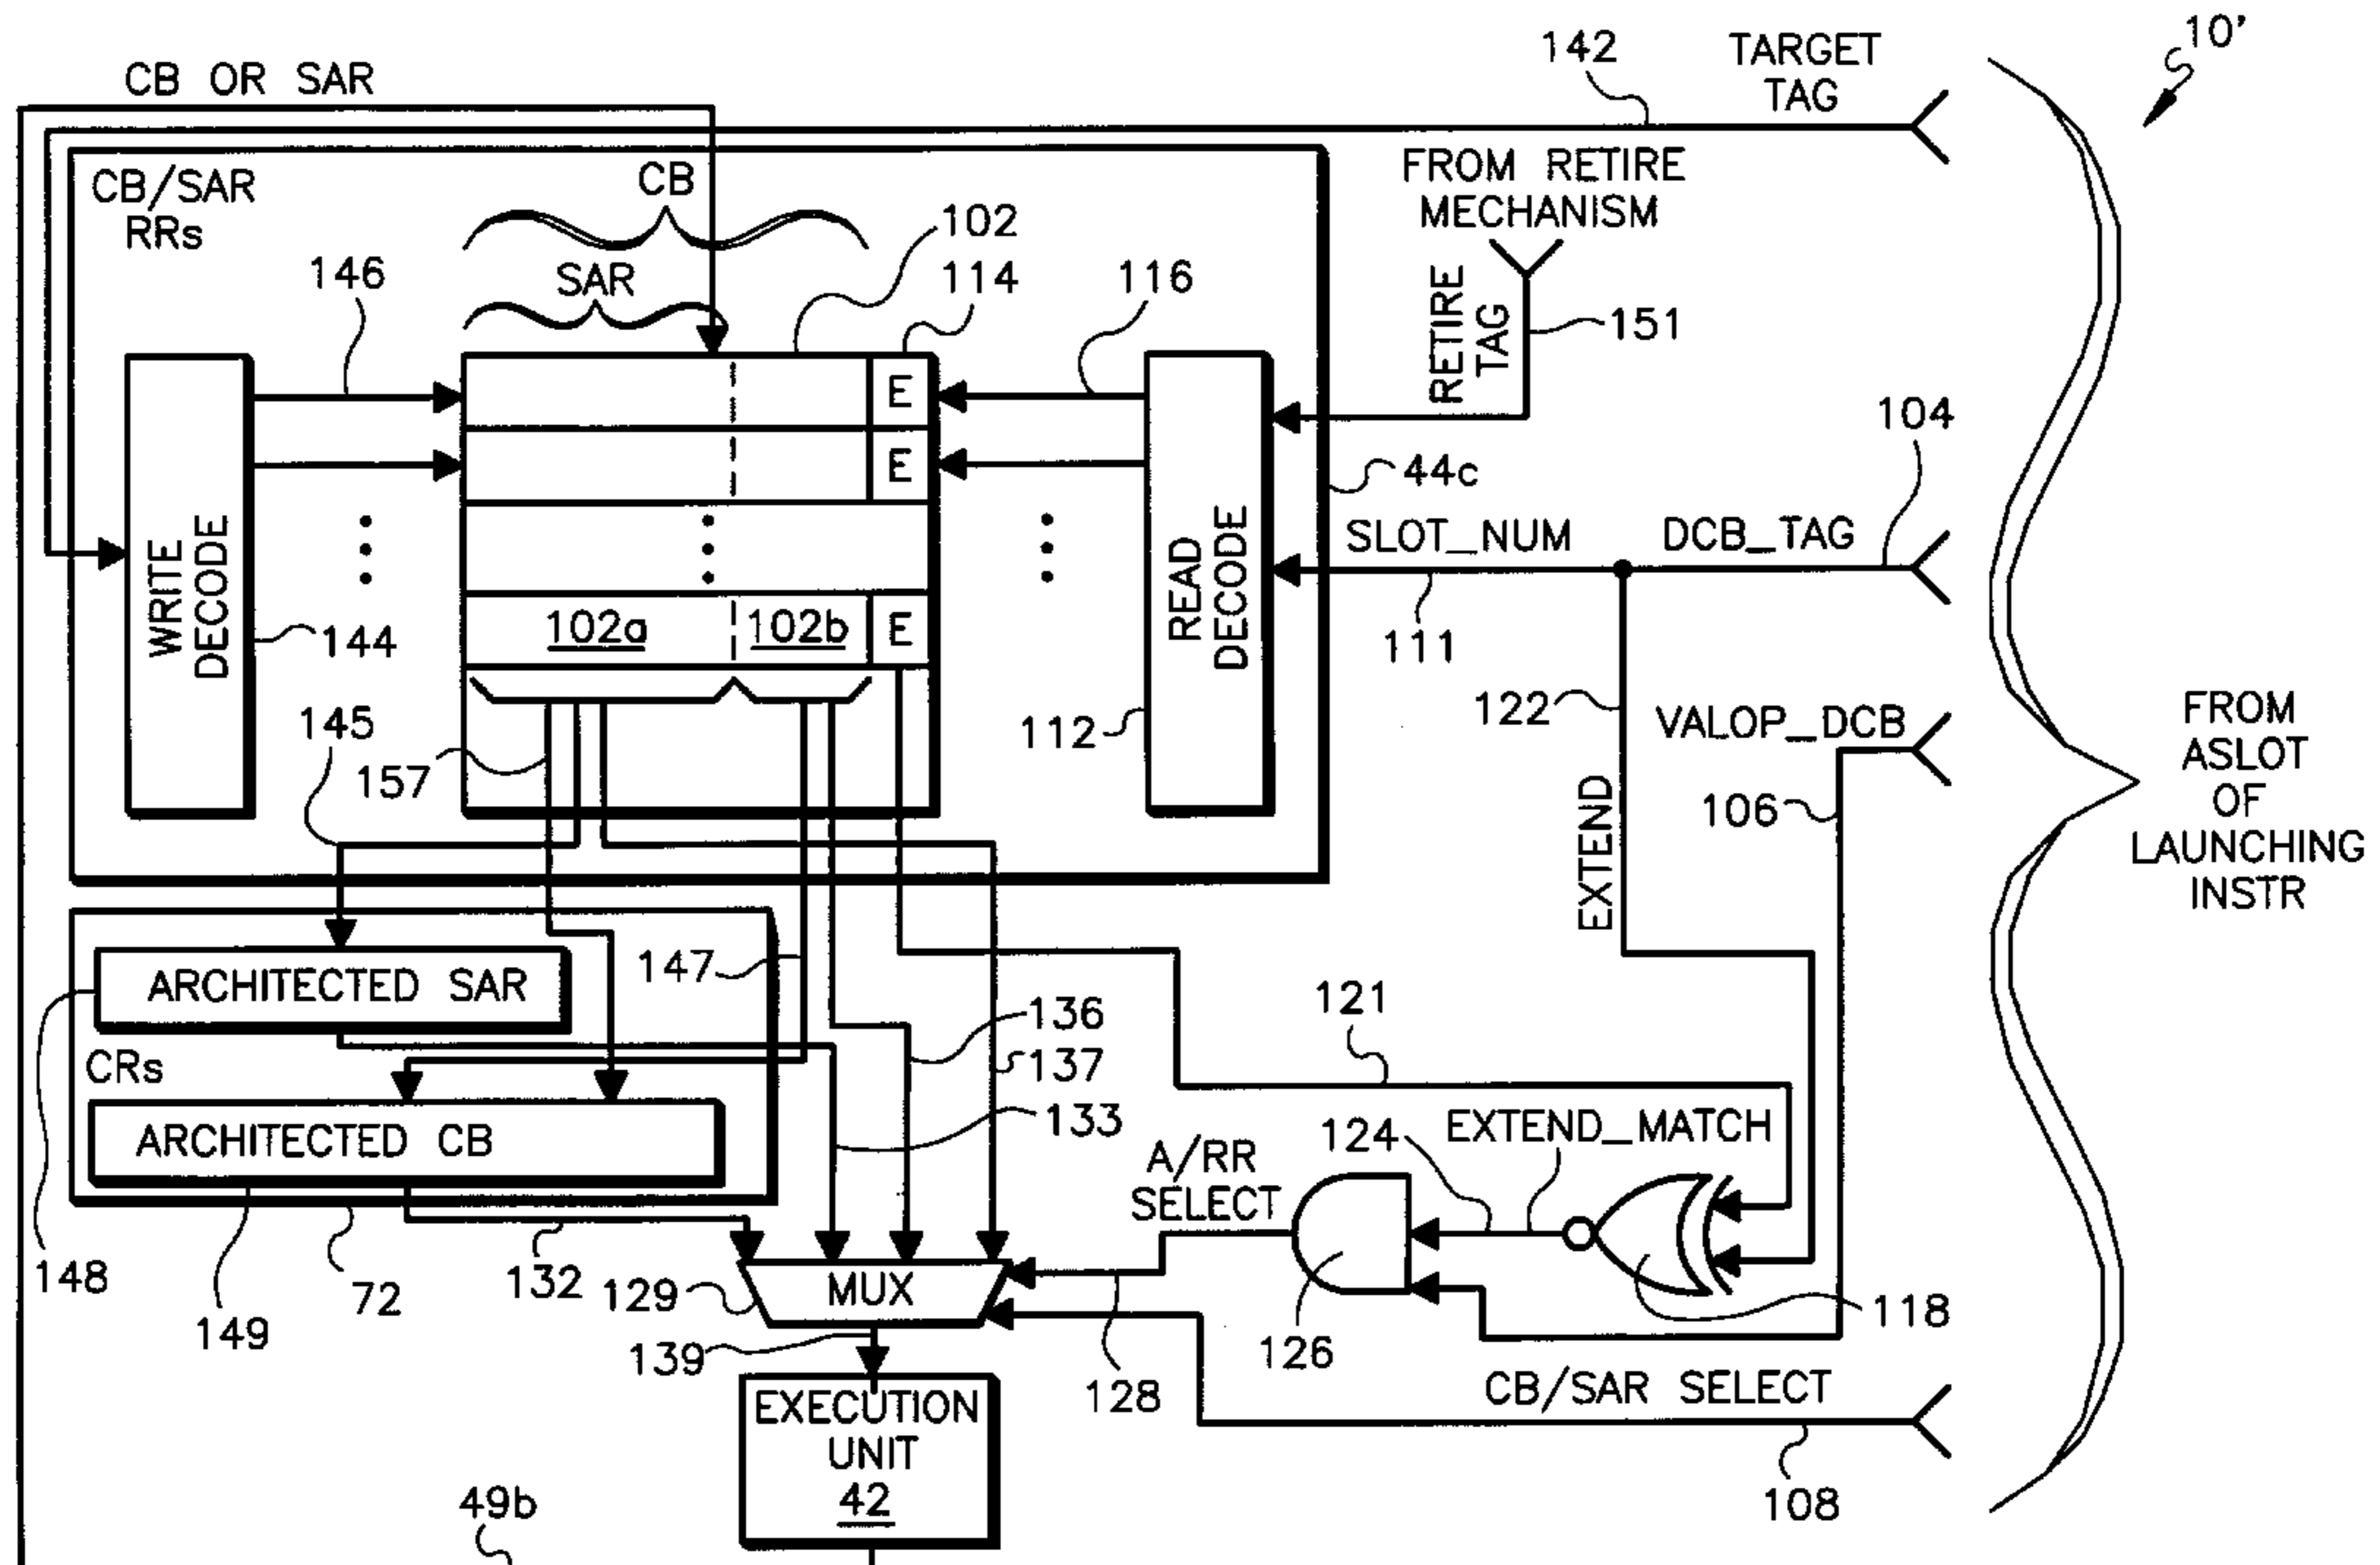 10'
142
TARGET
TAG
CB OR SAR
CB/SAR
RRs
CB
FROM RETIRE
MECHANISM
102
SAR
114
116
146
RETIRE
TAG
151
E
104
E
44c
SLOT_NUM
DCB_TAG
WRITE
DECODE
READ
DECODE
144
102a
102b
E
111
122
VALOP_DCB
FROM
ASLOT
OF
LAUNCHING
INSTR
145
157
112
106
EXTEND
147
ARCHITECTED SAR
136
121
CRs
137
133
ARCHITECTED CB
A/RR
SELECT
124
EXTEND_MATCH
148
149
72
132
129
MUX
118
126
139
128
EXECUTION
UNIT
42
CB/SAR SELECT
108
49b